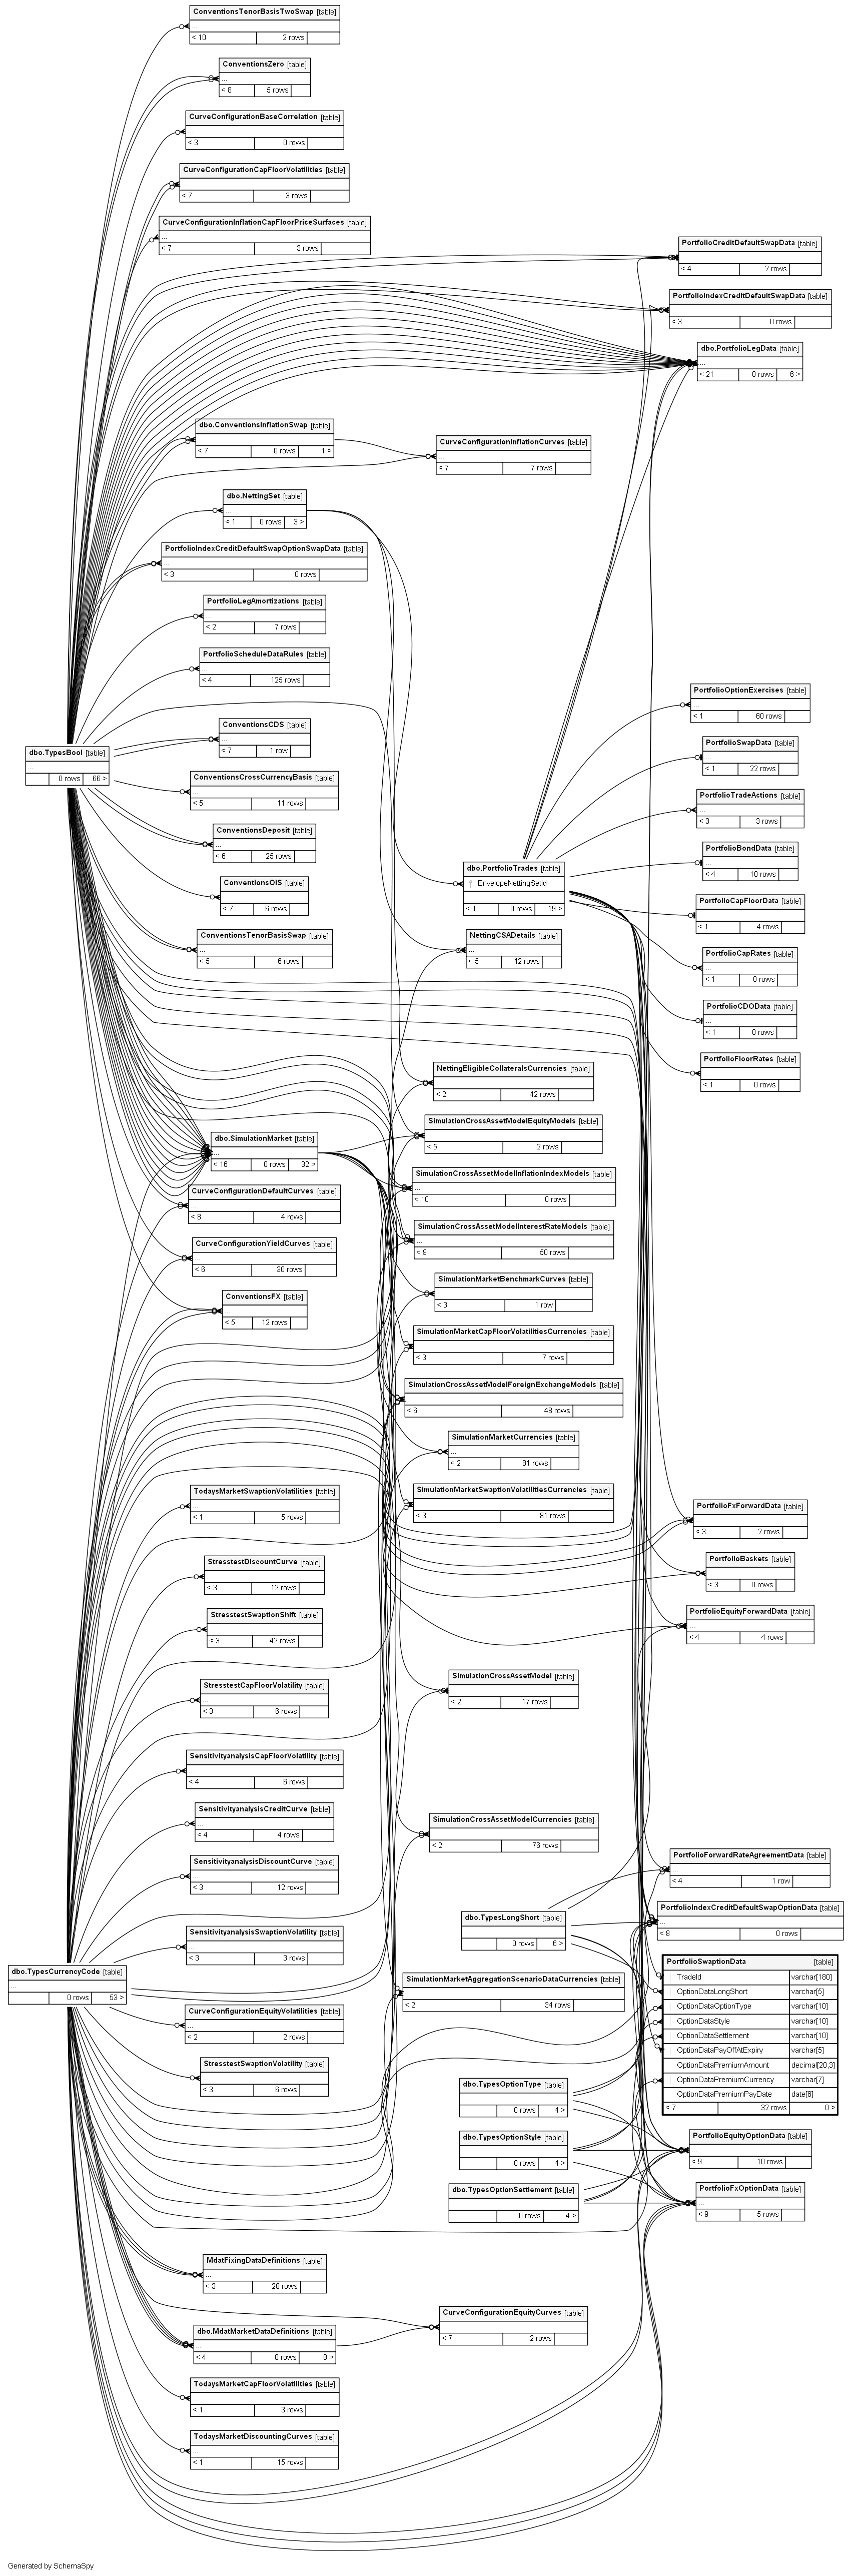 ConventionsTenorBasisTwoSwap [table]
...
< 10 2 rows
ConventionsZero [table]
...
< 8 5 rows
CurveConfigurationBaseCorrelation [table]
...
< 3 0 rows
CurveConfigurationCapFloorVolatilities [table]
...
< 7 3 rows
CurveConfigurationInflationCapFloorPriceSurfaces [table]
...
< 7 3 rows
PortfolioCreditDefaultSwapData [table]
...
< 4 2 rows
PortfolioIndexCreditDefaultSwapData [table]
...
< 3 0 rows
dbo.PortfolioLegData [table]
...
< 21 0 rows 6 >
dbo.ConventionsInflationSwap [table]
...
< 7 0 rows 1 >
CurveConfigurationInflationCurves [table]
...
< 7 7 rows
dbo.NettingSet [table]
...
< 1 0 rows 3 >
PortfolioIndexCreditDefaultSwapOptionSwapData [table]
...
< 3 0 rows
PortfolioLegAmortizations [table]
...
< 2 7 rows
PortfolioScheduleDataRules [table]
...
< 4 125 rows
PortfolioOptionExercises [table]
...
< 1 60 rows
ConventionsCDS [table]
...
< 7 1 row
PortfolioSwapData [table]
...
< 1 22 rows
dbo.TypesBool [table]
...
0 rows 66 >
ConventionsCrossCurrencyBasis [table]
...
< 5 11 rows
PortfolioTradeActions [table]
...
< 3 3 rows
ConventionsDeposit [table]
...
< 6 25 rows
PortfolioBondData [table]
...
< 4 10 rows
dbo.PortfolioTrades [table]
EnvelopeNettingSetId
...
< 1 0 rows 19 >
ConventionsOIS [table]
...
< 7 6 rows
PortfolioCapFloorData [table]
...
< 1 4 rows
ConventionsTenorBasisSwap [table]
...
< 5 6 rows
NettingCSADetails [table]
...
< 5 42 rows
PortfolioCapRates [table]
...
< 1 0 rows
PortfolioCDOData [table]
...
< 1 0 rows
PortfolioFloorRates [table]
...
< 1 0 rows
NettingEligibleCollateralsCurrencies [table]
...
< 2 42 rows
SimulationCrossAssetModelEquityModels [table]
...
< 5 2 rows
dbo.SimulationMarket [table]
...
< 16 0 rows 32 >
SimulationCrossAssetModelInflationIndexModels [table]
...
< 10 0 rows
CurveConfigurationDefaultCurves [table]
...
< 8 4 rows
SimulationCrossAssetModelInterestRateModels [table]
...
< 9 50 rows
CurveConfigurationYieldCurves [table]
...
< 6 30 rows
SimulationMarketBenchmarkCurves [table]
...
< 3 1 row
ConventionsFX [table]
...
< 5 12 rows
SimulationMarketCapFloorVolatilitiesCurrencies [table]
...
< 3 7 rows
SimulationCrossAssetModelForeignExchangeModels [table]
...
< 6 48 rows
SimulationMarketCurrencies [table]
...
< 2 81 rows
TodaysMarketSwaptionVolatilities [table]
...
< 1 5 rows
SimulationMarketSwaptionVolatilitiesCurrencies [table]
...
< 3 81 rows
PortfolioFxForwardData [table]
...
< 3 2 rows
StresstestDiscountCurve [table]
...
< 3 12 rows
PortfolioBaskets [table]
...
< 3 0 rows
StresstestSwaptionShift [table]
...
< 3 42 rows
PortfolioEquityForwardData [table]
...
< 4 4 rows
StresstestCapFloorVolatility [table]
...
< 3 6 rows
SimulationCrossAssetModel [table]
...
< 2 17 rows
SensitivityanalysisCapFloorVolatility [table]
...
< 4 6 rows
SensitivityanalysisCreditCurve [table]
...
< 4 4 rows
SimulationCrossAssetModelCurrencies [table]
...
< 2 76 rows
SensitivityanalysisDiscountCurve [table]
...
< 3 12 rows
PortfolioForwardRateAgreementData [table]
...
< 4 1 row
dbo.TypesLongShort [table]
...
0 rows 6 >
PortfolioIndexCreditDefaultSwapOptionData [table]
...
< 8 0 rows
SensitivityanalysisSwaptionVolatility [table]
...
< 3 3 rows
dbo.TypesCurrencyCode [table]
...
0 rows 53 >
SimulationMarketAggregationScenarioDataCurrencies [table]
...
< 2 34 rows
PortfolioSwaptionData [table]
TradeId varchar[180]
OptionDataLongShort varchar[5]
OptionDataOptionType varchar[10]
OptionDataStyle varchar[10]
OptionDataSettlement varchar[10]
OptionDataPayOffAtExpiry varchar[5]
OptionDataPremiumAmount decimal[20,3]
OptionDataPremiumCurrency varchar[7]
OptionDataPremiumPayDate date[6]
< 7 32 rows 0 >
CurveConfigurationEquityVolatilities [table]
...
< 2 2 rows
StresstestSwaptionVolatility [table]
...
< 3 6 rows
dbo.TypesOptionType [table]
...
0 rows 4 >
dbo.TypesOptionStyle [table]
...
0 rows 4 >
PortfolioEquityOptionData [table]
...
< 9 10 rows
dbo.TypesOptionSettlement [table]
...
0 rows 4 >
PortfolioFxOptionData [table]
...
< 9 5 rows
MdatFixingDataDefinitions [table]
...
< 3 28 rows
CurveConfigurationEquityCurves [table]
...
< 7 2 rows
dbo.MdatMarketDataDefinitions [table]
...
< 4 0 rows 8 >
TodaysMarketCapFloorVolatilities [table]
...
< 1 3 rows
TodaysMarketDiscountingCurves [table]
...
< 1 15 rows
Generated by SchemaSpy